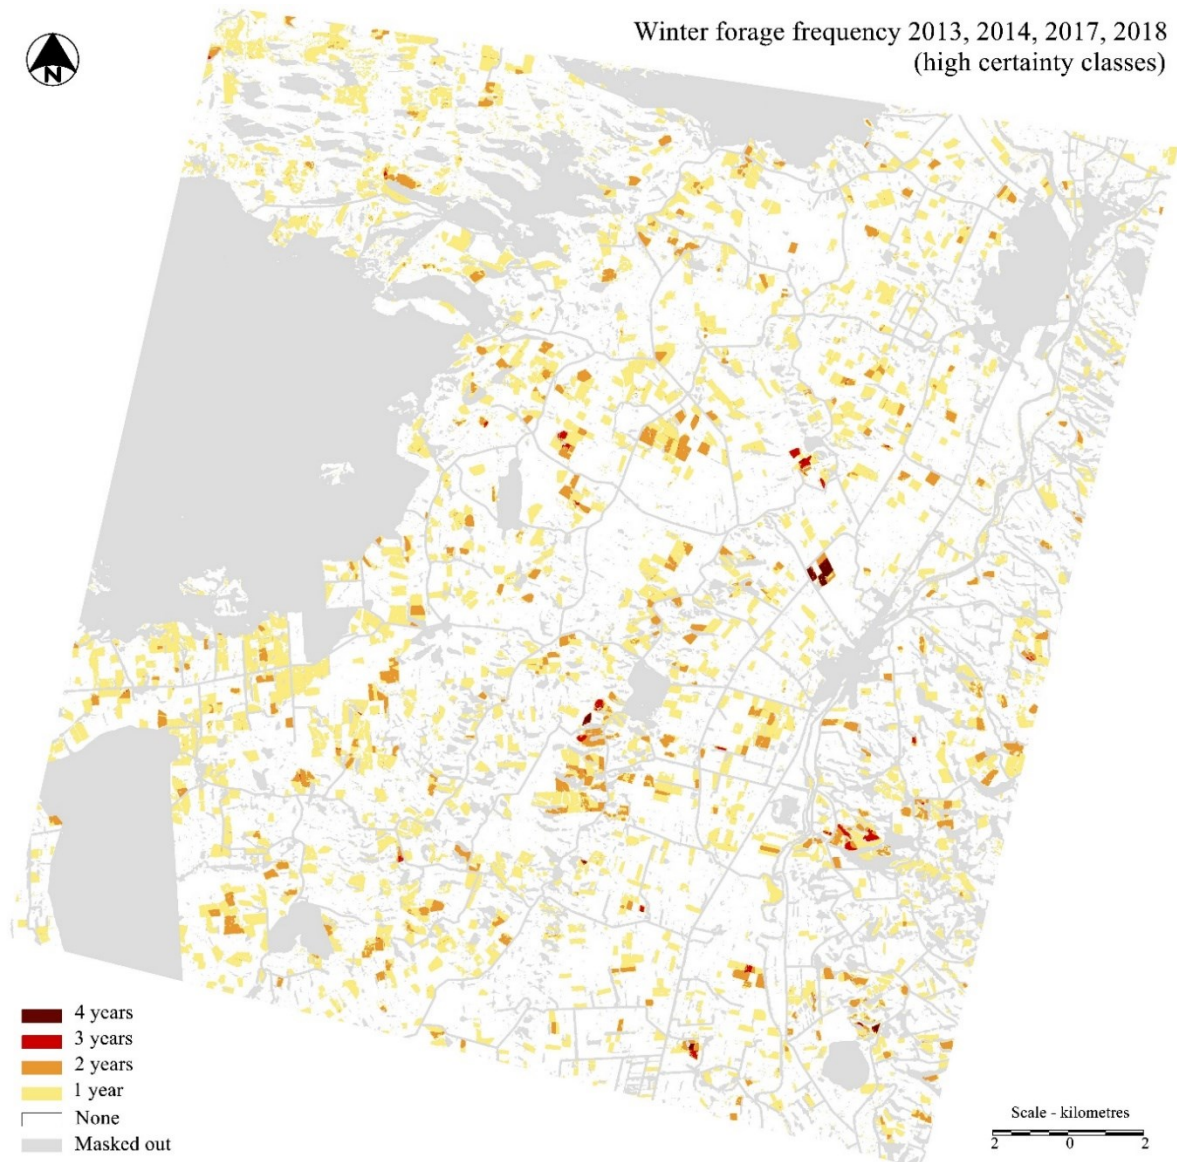 Winter forage frequency 2013, 2014, 2017, 2018
(high certainty classes)
N
4 years
3 years
2 years
1 year
None
Masked out
Scale - kilometres
2 0 2